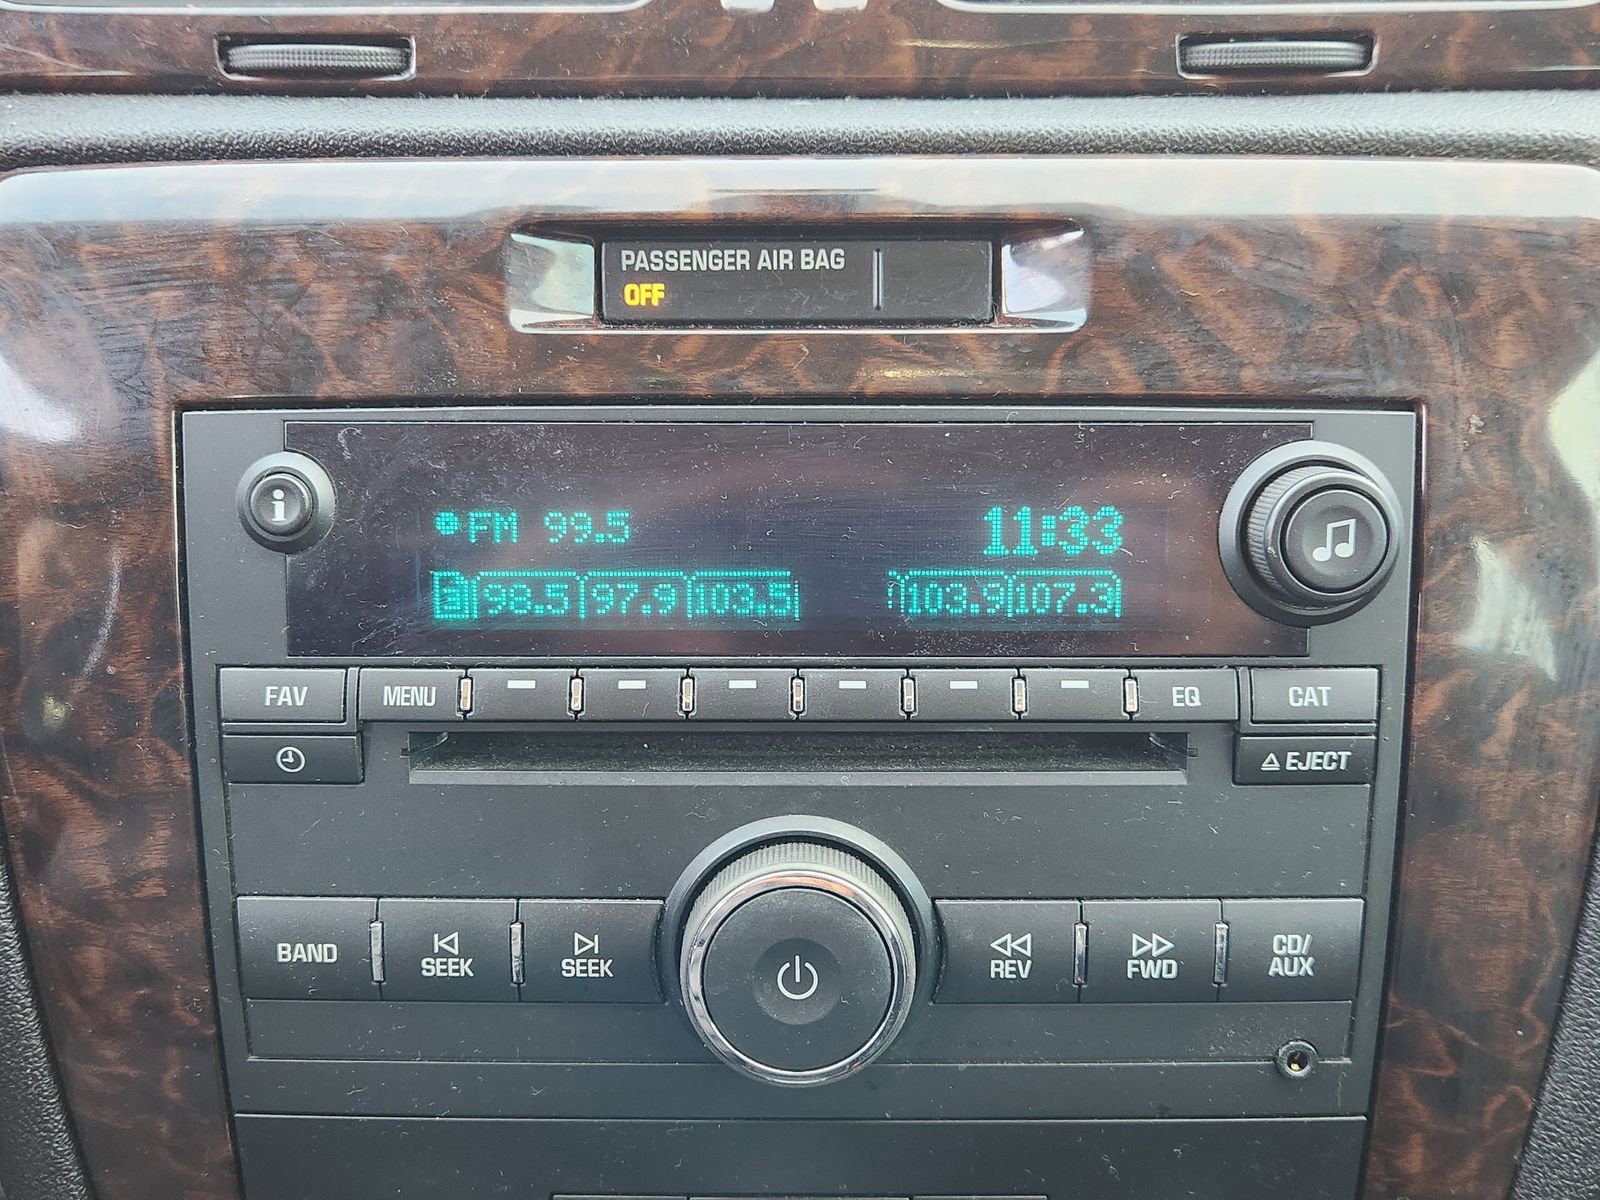 PASSENGER AIR BAG
OFF
i
FM 99.5 11:33
98.5 97.9 103.5 103.9 107.3
FAV MENU EQ CAT
EJECT
BAND SEEK SEEK REV FWD CD/AUX